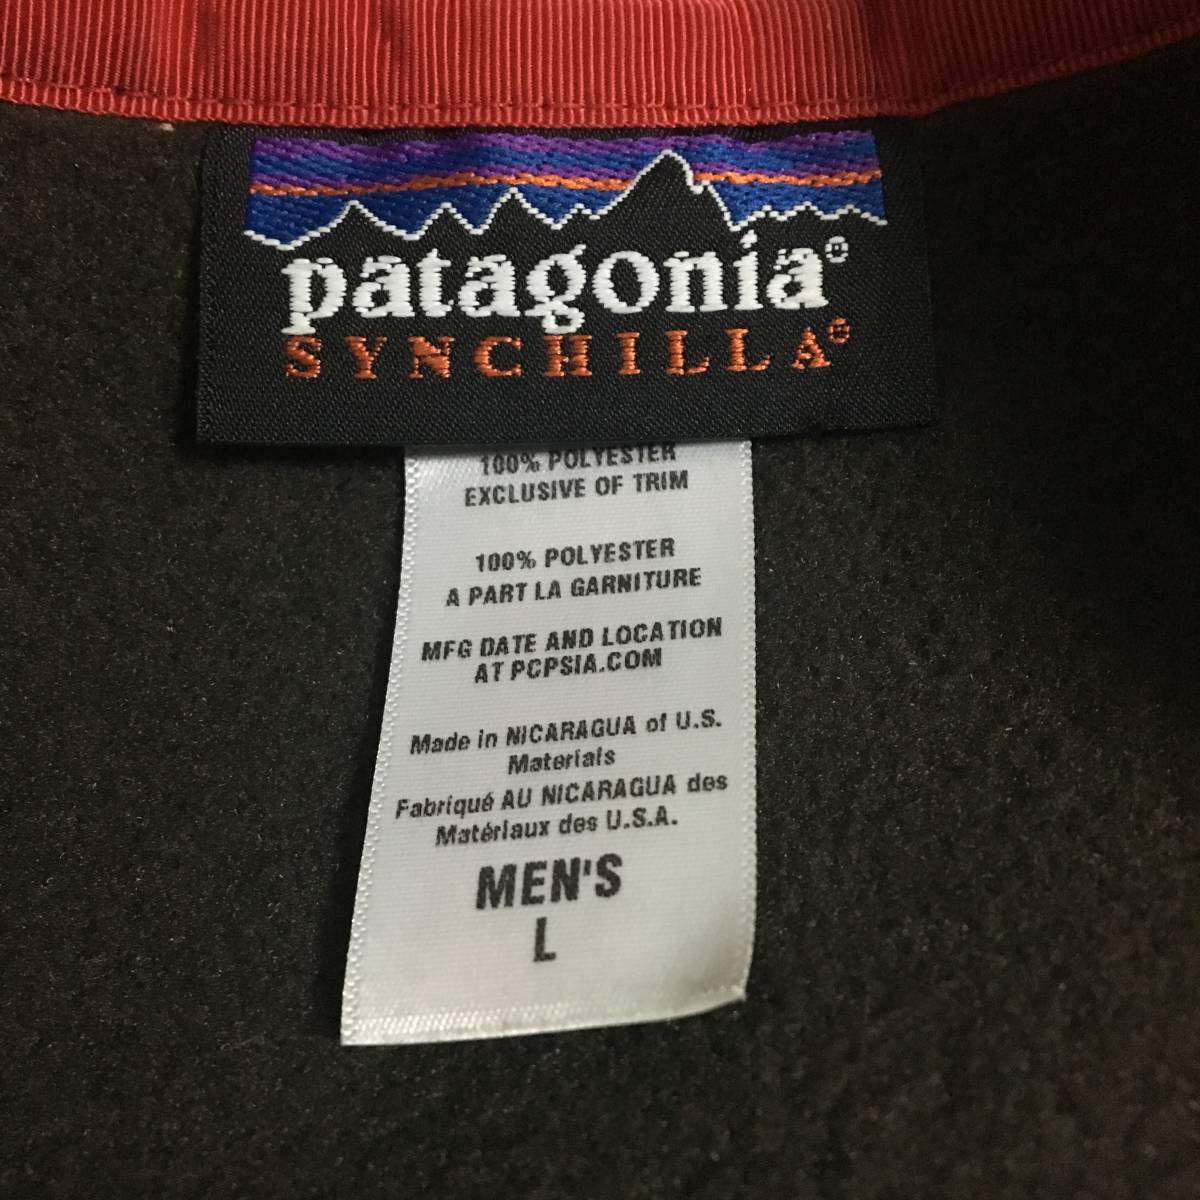 patagonia®
SYNCHILLA®
100% POLYESTER
EXCLUSIVE OF TRIM
100% POLYESTER
A PART LA GARNITURE
MFG DATE AND LOCATION
AT PCPSIA.COM
Made in NICARAGUA of U.S.
Materials
Fabriqué AU NICARAGUA des
Matériaux des U.S.A.
MEN'S
L